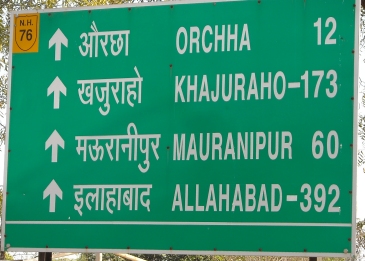 N.H.
76
औरछा ORCHHA 12
खजुराहो KHAJURAHO-173
मऊरानीपुर MAURANIPUR 60
इलाहाबाद ALLAHABAD-392